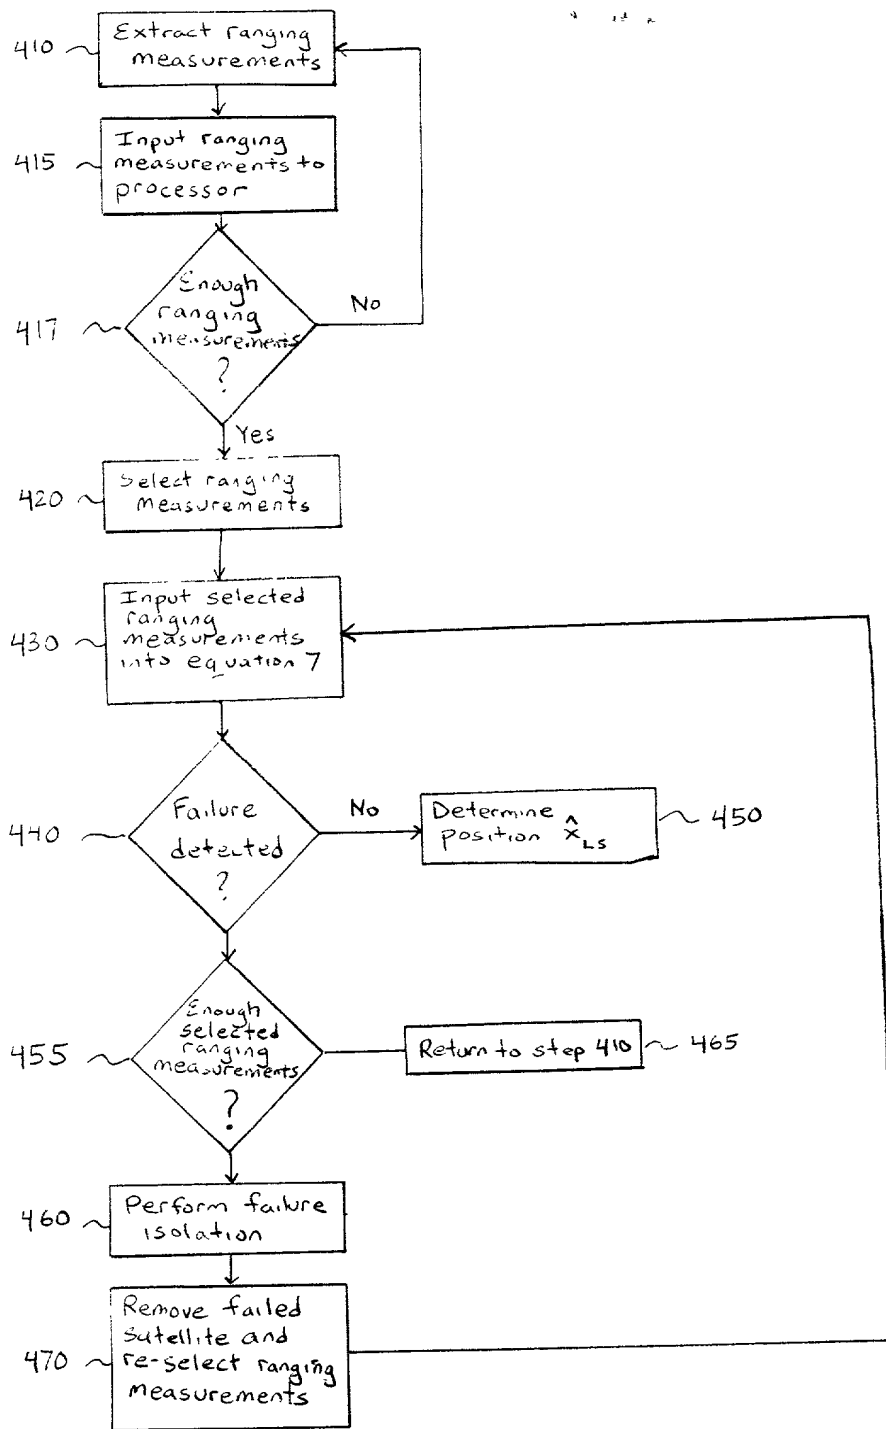 410
Extract ranging
measurements
415
Input ranging
measurements to
processor
417
Enough
ranging
measurements
?
No
Yes
420
Select ranging
measurements
430
Input selected
ranging
measurements
into equation 7
440
Failure
detected
?
No
Determine
position x̂LS
450
455
Enough
selected
ranging
measurements
?
Return to step 410
465
460
Perform failure
isolation
470
Remove failed
satellite and
re-select ranging
measurements